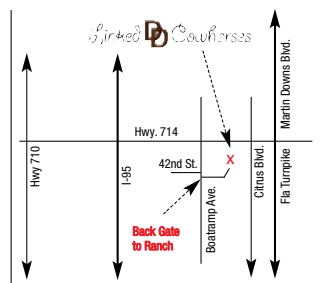 DD Cowhorses
Martin Downs Blvd.
Hwy. 714
42nd St.
X
Hwy 710
I-95
Citrus Blvd.
Fla Turnpike
Boatramp Ave.
Back Gate
to Ranch